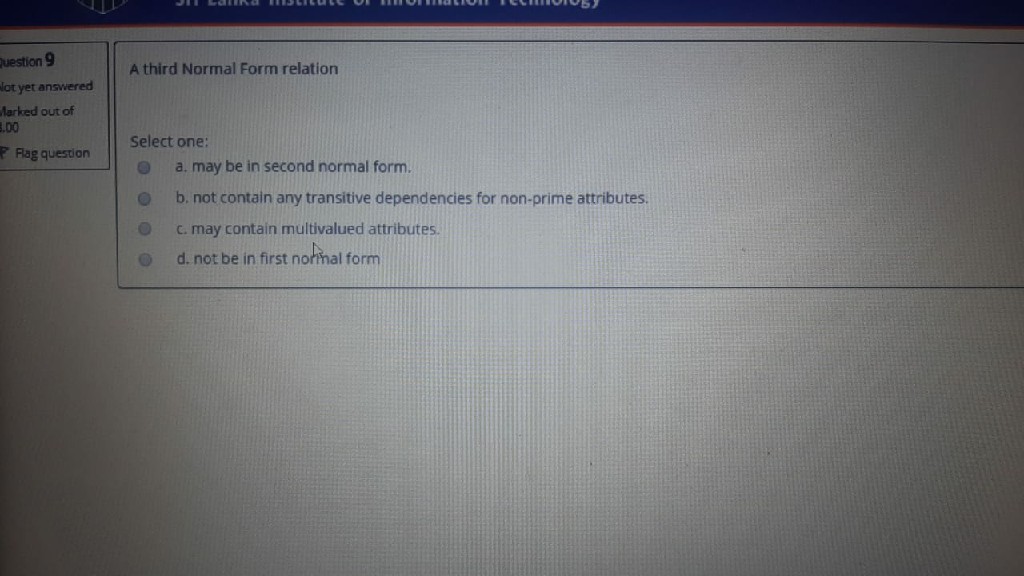 Sri Lanka Institute of Information Technology
Question 9
Not yet answered
Marked out of
1.00
Flag question
A third Normal Form relation
Select one:
a. may be in second normal form.
b. not contain any transitive dependencies for non-prime attributes.
c. may contain multivalued attributes.
d. not be in first normal form